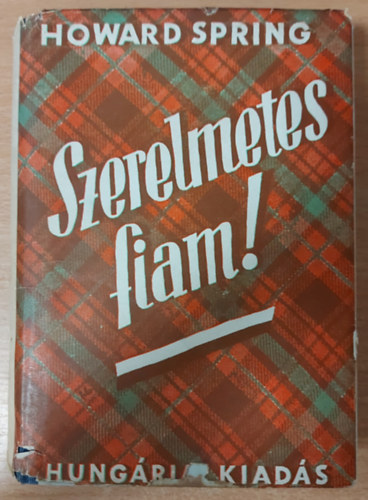 HOWARD SPRING
Szerelmetes
fiam!
HUNGÁRIA KIADÁS